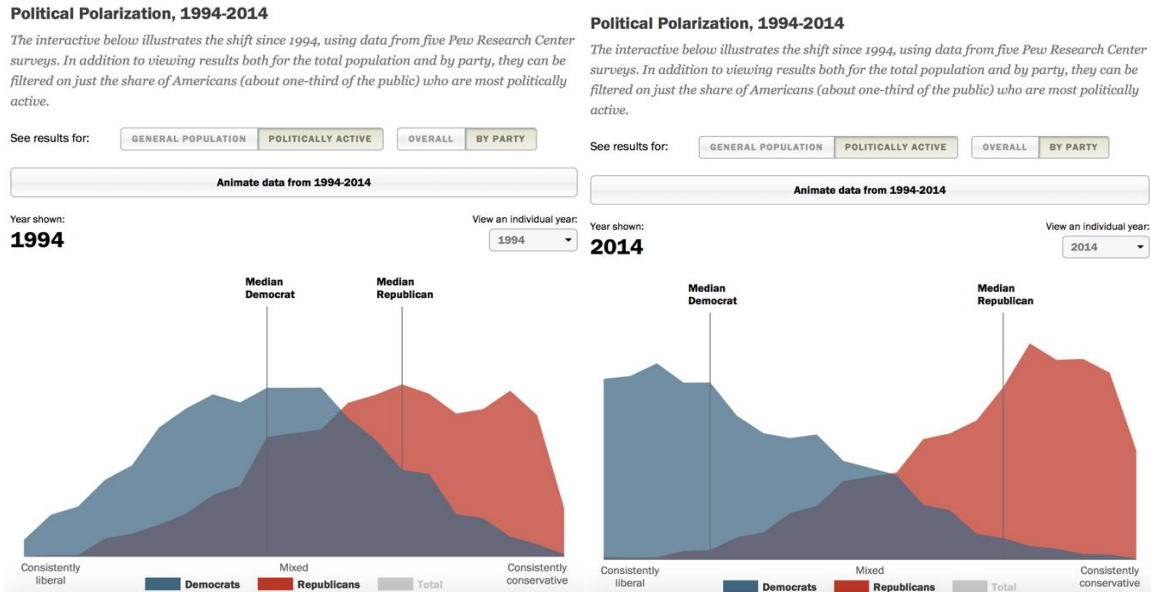 Political Polarization, 1994-2014
The interactive below illustrates the shift since 1994, using data from five Pew Research Center
surveys. In addition to viewing results both for the total population and by party, they can be
filtered on just the share of Americans (about one-third of the public) who are most politically
active.
See results for:
GENERAL POPULATION
POLITICALLY ACTIVE
OVERALL
BY PARTY
Animate data from 1994-2014
Year shown:
1994
View an individual year:
1994
Median
Democrat
Median
Republican
Consistently
liberal
Mixed
Consistently
conservative
Democrats
Republicans
Total
Political Polarization, 1994-2014
The interactive below illustrates the shift since 1994, using data from five Pew Research Center
surveys. In addition to viewing results both for the total population and by party, they can be
filtered on just the share of Americans (about one-third of the public) who are most politically
active.
See results for:
GENERAL POPULATION
POLITICALLY ACTIVE
OVERALL
BY PARTY
Animate data from 1994-2014
Year shown:
2014
View an individual year:
2014
Median
Democrat
Median
Republican
Consistently
liberal
Mixed
Consistently
conservative
Democrats
Republicans
Total